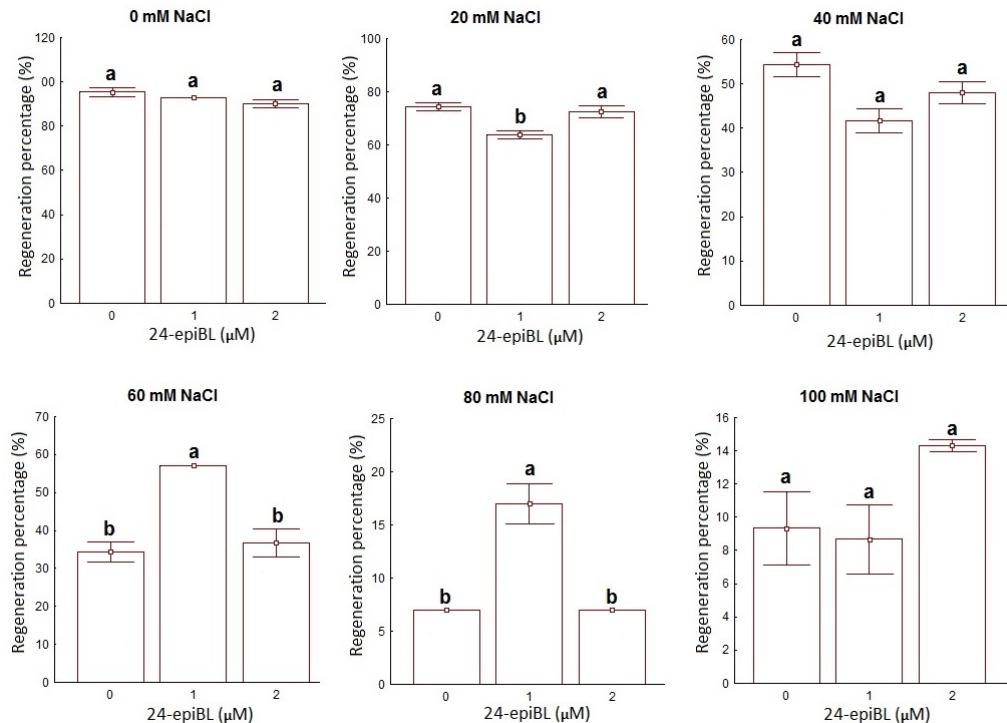 0 mM NaCl
Regeneration percentage (%)
120
00
80
60
40
20
00
a
a
a
0 1 2
24-epiBL (µM)
20 mM NaCl
Regeneration percentage (%)
100
80
60
40
20
0
a
b
a
0 1 2
24-epiBL (µM)
40 mM NaCl
Regeneration percentage (%)
60
50
40
30
20
10
0
a
a
a
0 1 2
24-epiBL (µM)
60 mM NaCl
Regeneration percentage (%)
70
60
50
40
30
20
10
0
b
a
b
0 1 2
24-epiBL (µM)
80 mM NaCl
Regeneration percentage (%)
25
20
15
10
5
0
b
a
b
0 1 2
24-epiBL (µM)
100 mM NaCl
Regeneration percentage (%)
16
14
12
10
8
6
4
2
0
a
a
a
0 1 2
24-epiBL (µM)